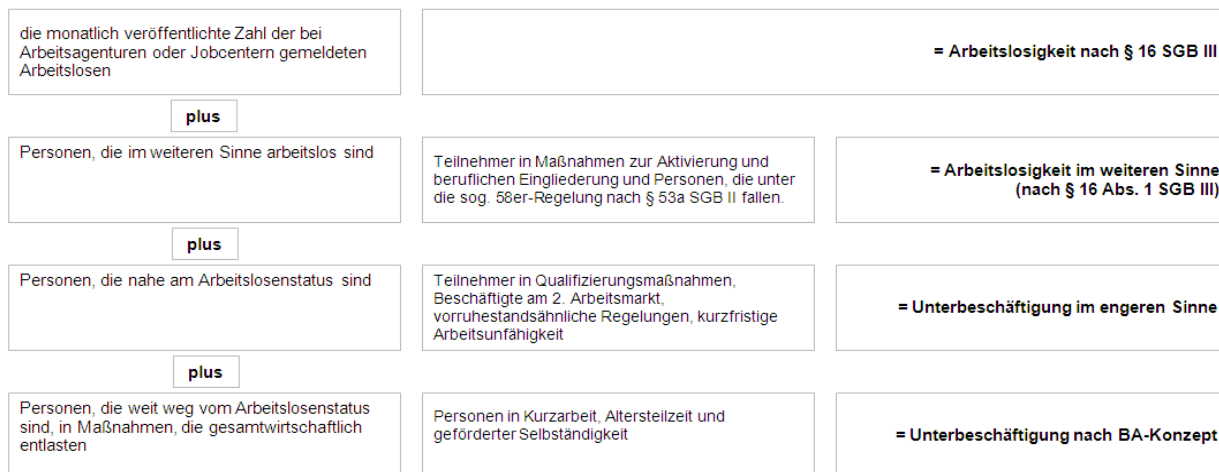 die monatlich veröffentlichte Zahl der bei
Arbeitsagenturen oder Jobcentern gemeldeten
Arbeitslosen
= Arbeitslosigkeit nach § 16 SGB III
plus
Personen, die im weiteren Sinne arbeitslos sind
Teilnehmer in Maßnahmen zur Aktivierung und
beruflichen Eingliederung und Personen, die unter
die sog. 58er-Regelung nach § 53a SGB II fallen.
= Arbeitslosigkeit im weiteren Sinne
(nach § 16 Abs. 1 SGB III)
plus
Personen, die nahe am Arbeitslosenstatus sind
Teilnehmer in Qualifizierungsmaßnahmen,
Beschäftigte am 2. Arbeitsmarkt,
vorruhestandsähnliche Regelungen, kurzfristige
Arbeitsunfähigkeit
= Unterbeschäftigung im engeren Sinne
plus
Personen, die weit weg vom Arbeitslosenstatus
sind, in Maßnahmen, die gesamtwirtschaftlich
entlasten
Personen in Kurzarbeit, Altersteilzeit und
geförderter Selbständigkeit
= Unterbeschäftigung nach BA-Konzept